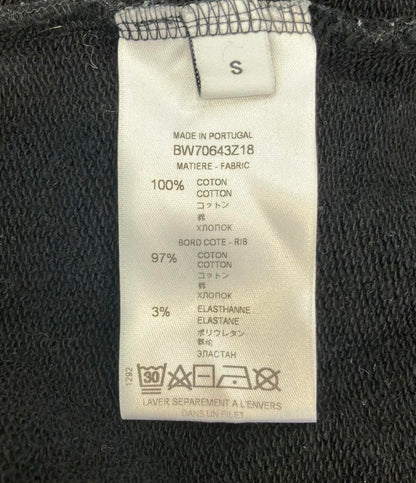 S
MADE IN PORTUGAL
BW70643Z18
MATIERE - FABRIC
100% COTON
COTTON
コットン
棉
ХЛОПОК
BORD COTE - RIB
97% COTON
COTTON
コットン
棉
ХЛОПОК
3% ELASTHANNE
ELASTANE
ポリウレタン
ЭЛАСТАН
30
1292
LAVER SEPAREMENT A L'ENVERS
DANS UN FILET